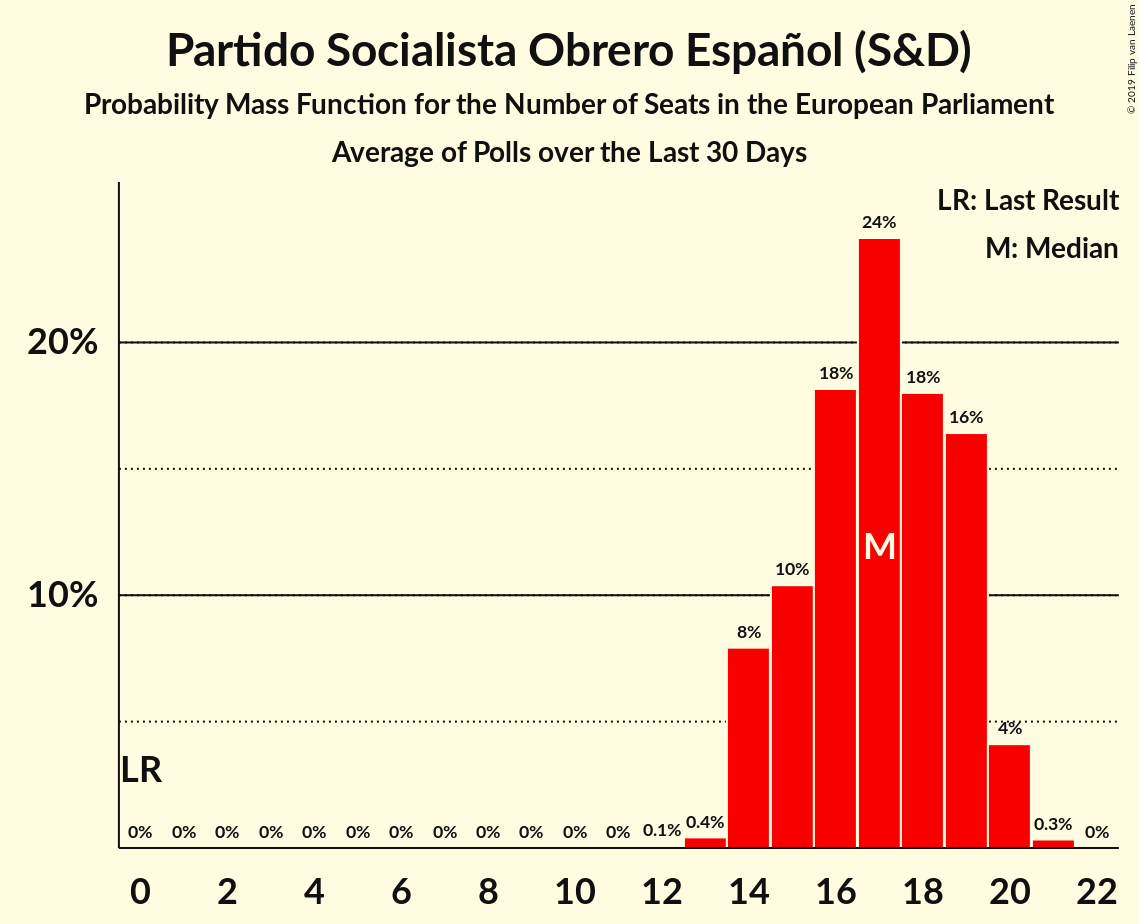 Partido Socialista Obrero Español (S&D)
Probability Mass Function for the Number of Seats in the European Parliament
Average of Polls over the Last 30 Days
© 2019 Filip van Laenen
LR: Last Result
M: Median
24%
20%
18%
18%
16%
M
10%
10%
8%
4%
LR
0%
0%
0%
0%
0%
0%
0%
0%
0%
0%
0%
0%
0.1%
0.4%
0.3%
0%
0 2 4 6 8 10 12 14 16 18 20 22